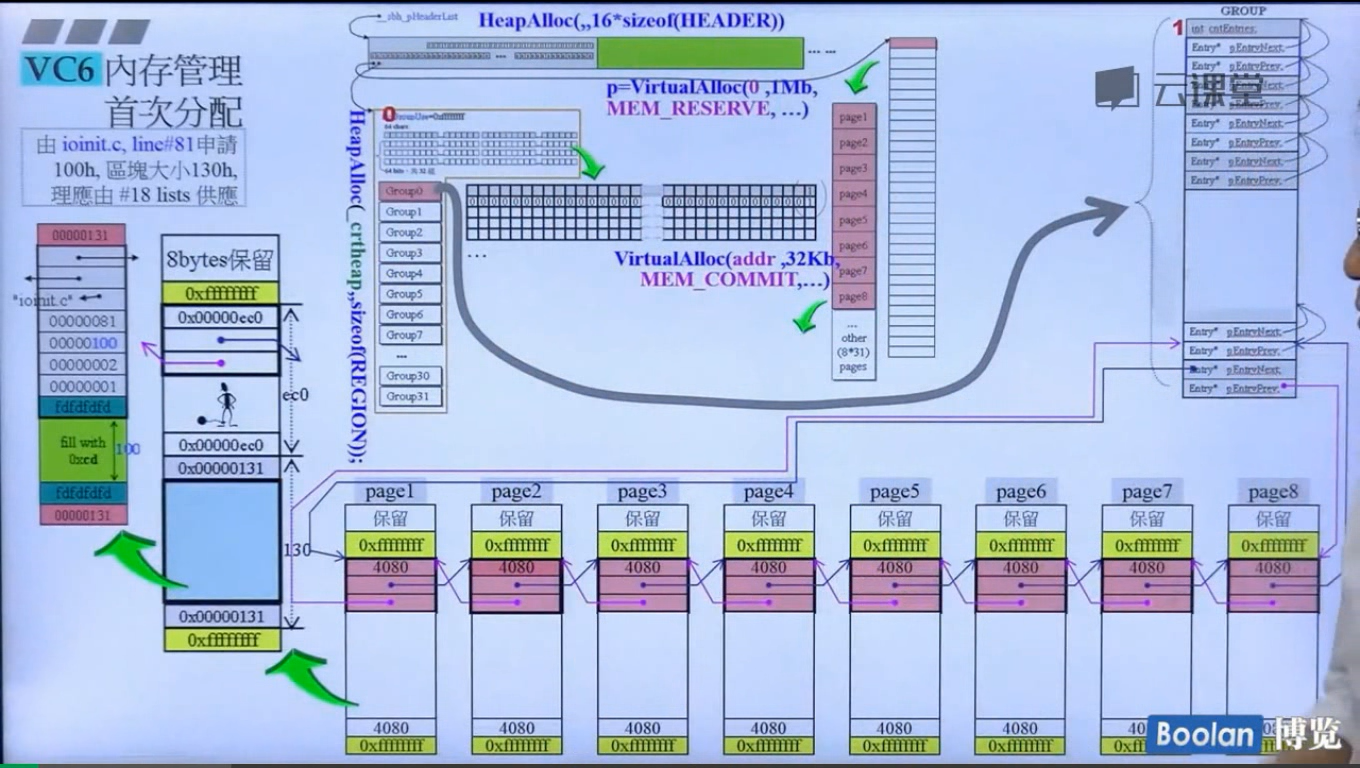 VC6 內存管理
首次分配
由 ioinit.c, line#81申請
100h, 區塊大小130h,
理應由 #18 lists 供應
__sbh_pHeaderList
HeapAlloc(,,16*sizeof(HEADER))
... ...
p=VirtualAlloc(0 ,1Mb,
MEM_RESERVE, …)
HeapAlloc(_crtheap,,sizeof(REGION));
0
64 chars
Group0
Group1
Group2
Group3
Group4
Group5
Group6
Group7
...
Group30
Group31
...
VirtualAlloc(addr ,32Kb,
MEM_COMMIT,…)
page1
page2
page3
page4
page5
page6
page7
page8
...
other
(8*31)
pages
GROUP
1
int cntEntries;
Entry* pEntryNext;
Entry* pEntryPrev;
Entry* pEntryPrev;
Entry* pEntryNext;
Entry* pEntryPrev;
Entry* pEntryNext;
Entry* pEntryPrev;
Entry* pEntryNext;
Entry* pEntryPrev;
Entry* pEntryNext;
Entry* pEntryPrev;
云课堂
00000131
"ioinit.c"
00000081
00000100
00000002
00000001
fdfdfdfd
fill with
0xcd
100
fdfdfdfd
00000131
8bytes保留
0xffffffff
0x00000ec0
ec0
0x00000ec0
0x00000131
130
0x00000131
0xffffffff
page1 page2 page3 page4 page5 page6 page7 page8
保留 保留 保留 保留 保留 保留 保留 保留
0xffffffff 0xffffffff 0xffffffff 0xffffffff 0xffffffff 0xffffffff 0xffffffff 0xffffffff
4080 4080 4080 4080 4080 4080 4080 4080
4080 4080 4080 4080 4080 4080 4080
0xffffffff 0xffffffff 0xffffffff 0xffffffff 0xffffffff 0xffffffff
Boolan 博览